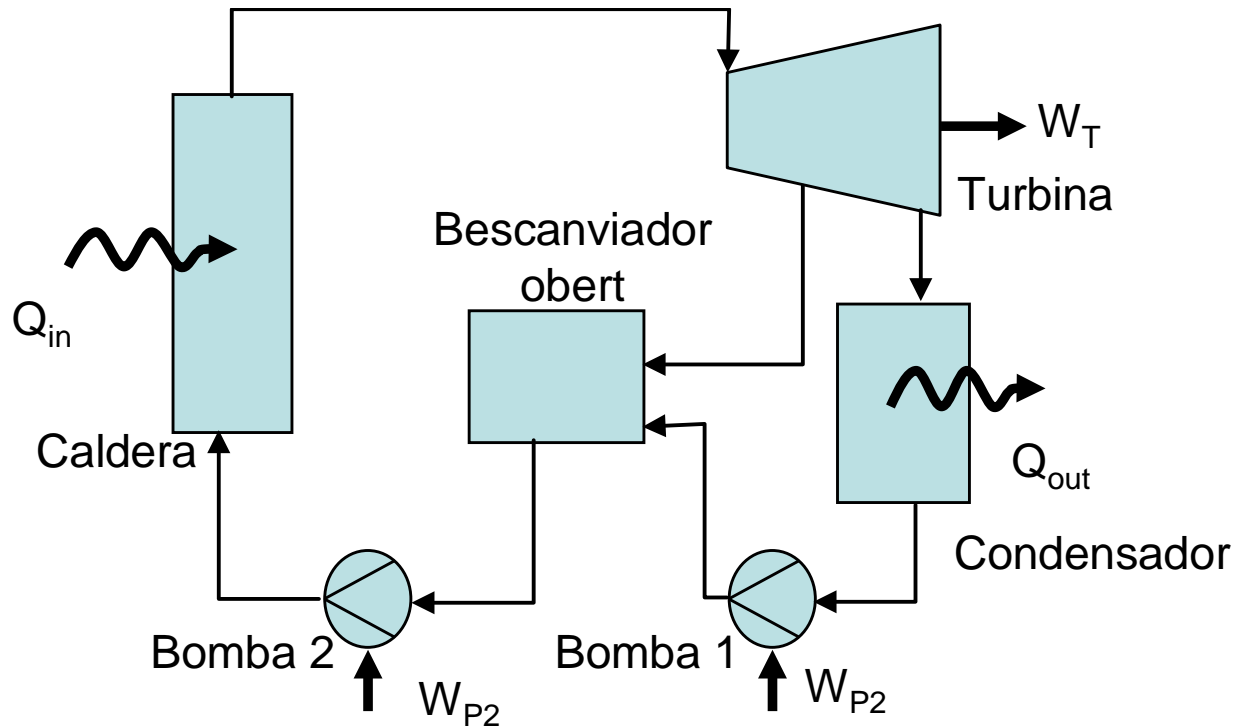 W_T
Turbina
Bescanviador
obert
Q_in
Caldera
Q_out
Condensador
Bomba 2
Bomba 1
W_P2
W_P2